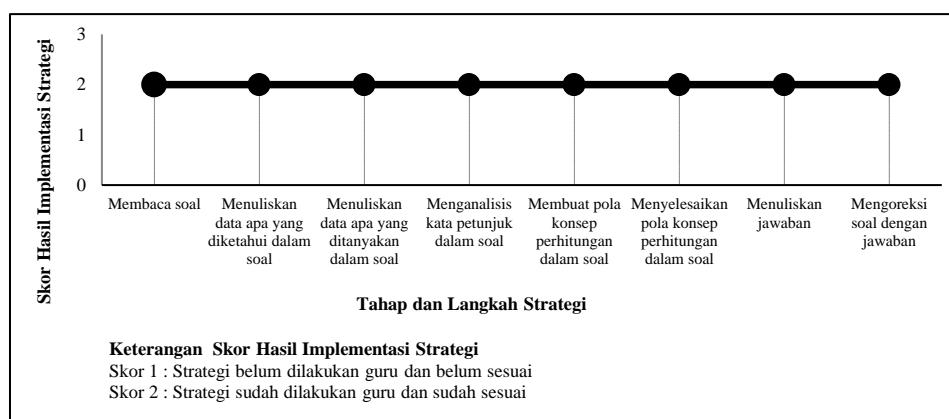 Skor Hasil Implementasi Strategi
3
2
1
0
Membaca soal
Menuliskan
data apa yang
diketahui dalam
soal
Menuliskan
data apa yang
ditanyakan
dalam soal
Menganalisis
kata petunjuk
dalam soal
Membuat pola
konsep
perhitungan
dalam soal
Menyelesaikan
pola konsep
perhitungan
dalam soal
Menuliskan
jawaban
Mengoreksi
soal dengan
jawaban
Tahap dan Langkah Strategi
Keterangan Skor Hasil Implementasi Strategi
Skor 1 : Strategi belum dilakukan guru dan belum sesuai
Skor 2 : Strategi sudah dilakukan guru dan sudah sesuai